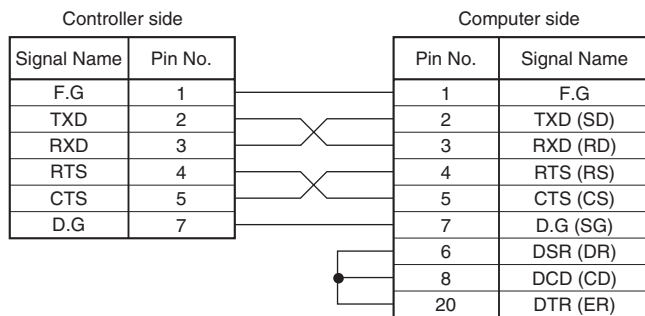 Controller side Computer side
Signal Name Pin No. Pin No. Signal Name
F.G 1 1 F.G
TXD 2 2 TXD (SD)
RXD 3 3 RXD (RD)
RTS 4 4 RTS (RS)
CTS 5 5 CTS (CS)
D.G 7 7 D.G (SG)
6 DSR (DR)
8 DCD (CD)
20 DTR (ER)